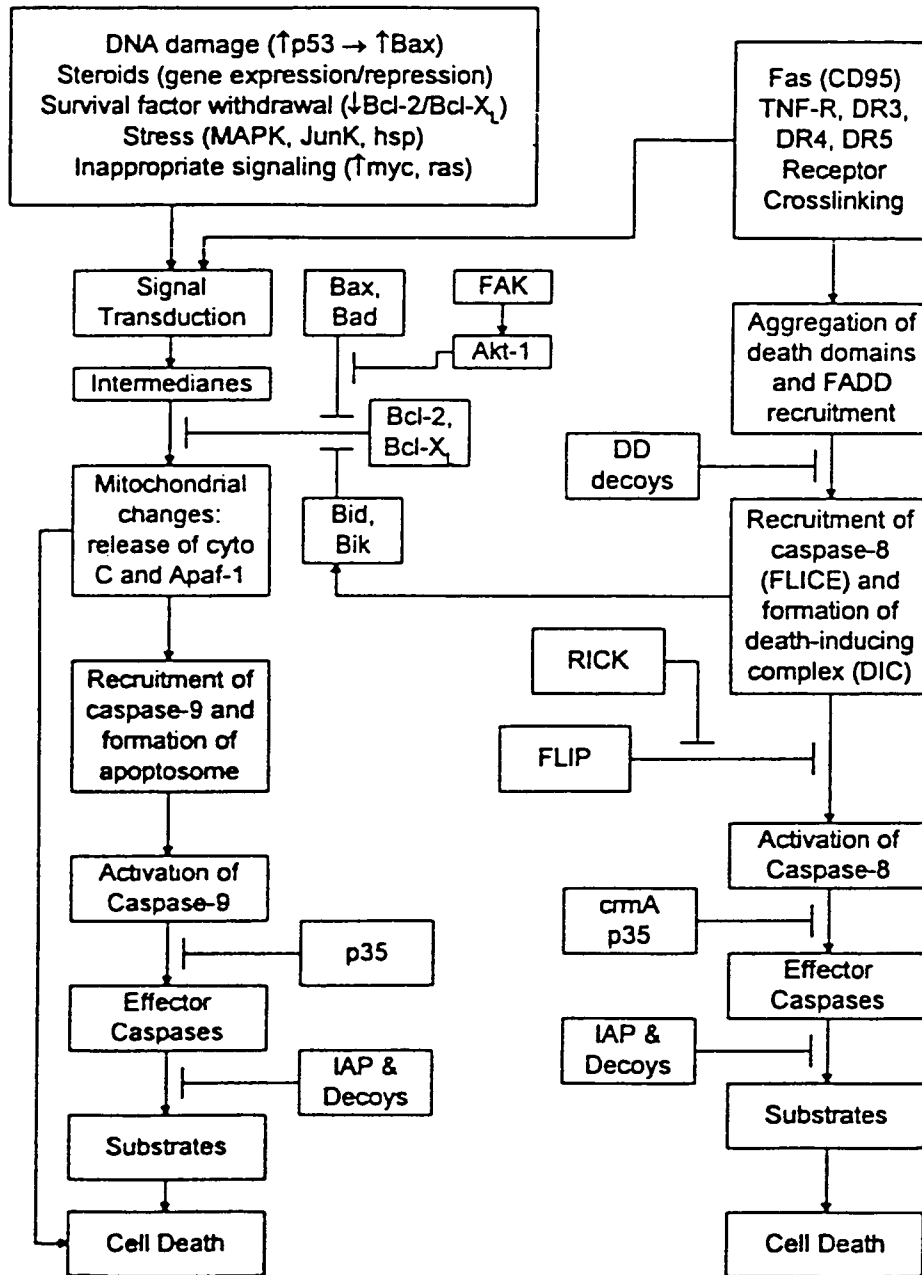 DNA damage (↑p53 → ↑Bax)
Steroids (gene expression/repression)
Survival factor withdrawal (↓Bcl-2/Bcl-XL)
Stress (MAPK, JunK, hsp)
Inappropriate signaling (↑myc, ras)
Fas (CD95)
TNF-R, DR3,
DR4, DR5
Receptor
Crosslinking
Signal
Transduction
Bax,
Bad
FAK
Akt-1
Aggregation of
death domains
and FADD
recruitment
Intermedianes
Bcl-2,
Bcl-XL
DD
decoys
Mitochondrial
changes:
release of cyto
C and Apaf-1
Bid,
Bik
Recruitment of
caspase-8
(FLICE) and
formation of
death-inducing
complex (DIC)
RICK
Recruitment of
caspase-9 and
formation of
apoptosome
FLIP
Activation of
Caspase-9
Activation of
Caspase-8
p35
crmA
p35
Effector
Caspases
Effector
Caspases
IAP &
Decoys
IAP &
Decoys
Substrates
Substrates
Cell Death
Cell Death